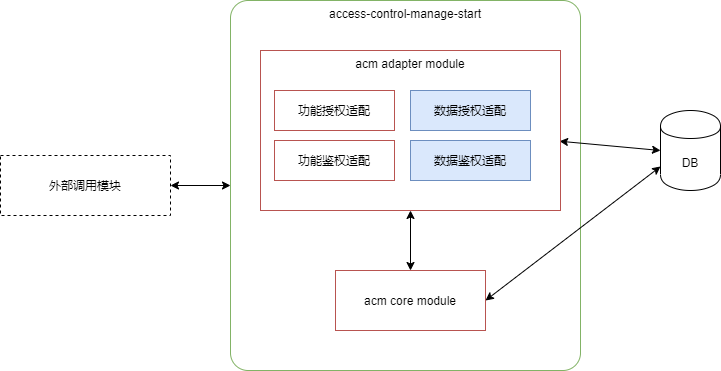 access-control-manage-start
acm adapter module
功能授权适配
数据授权适配
功能鉴权适配
数据鉴权适配
外部调用模块
DB
acm core module